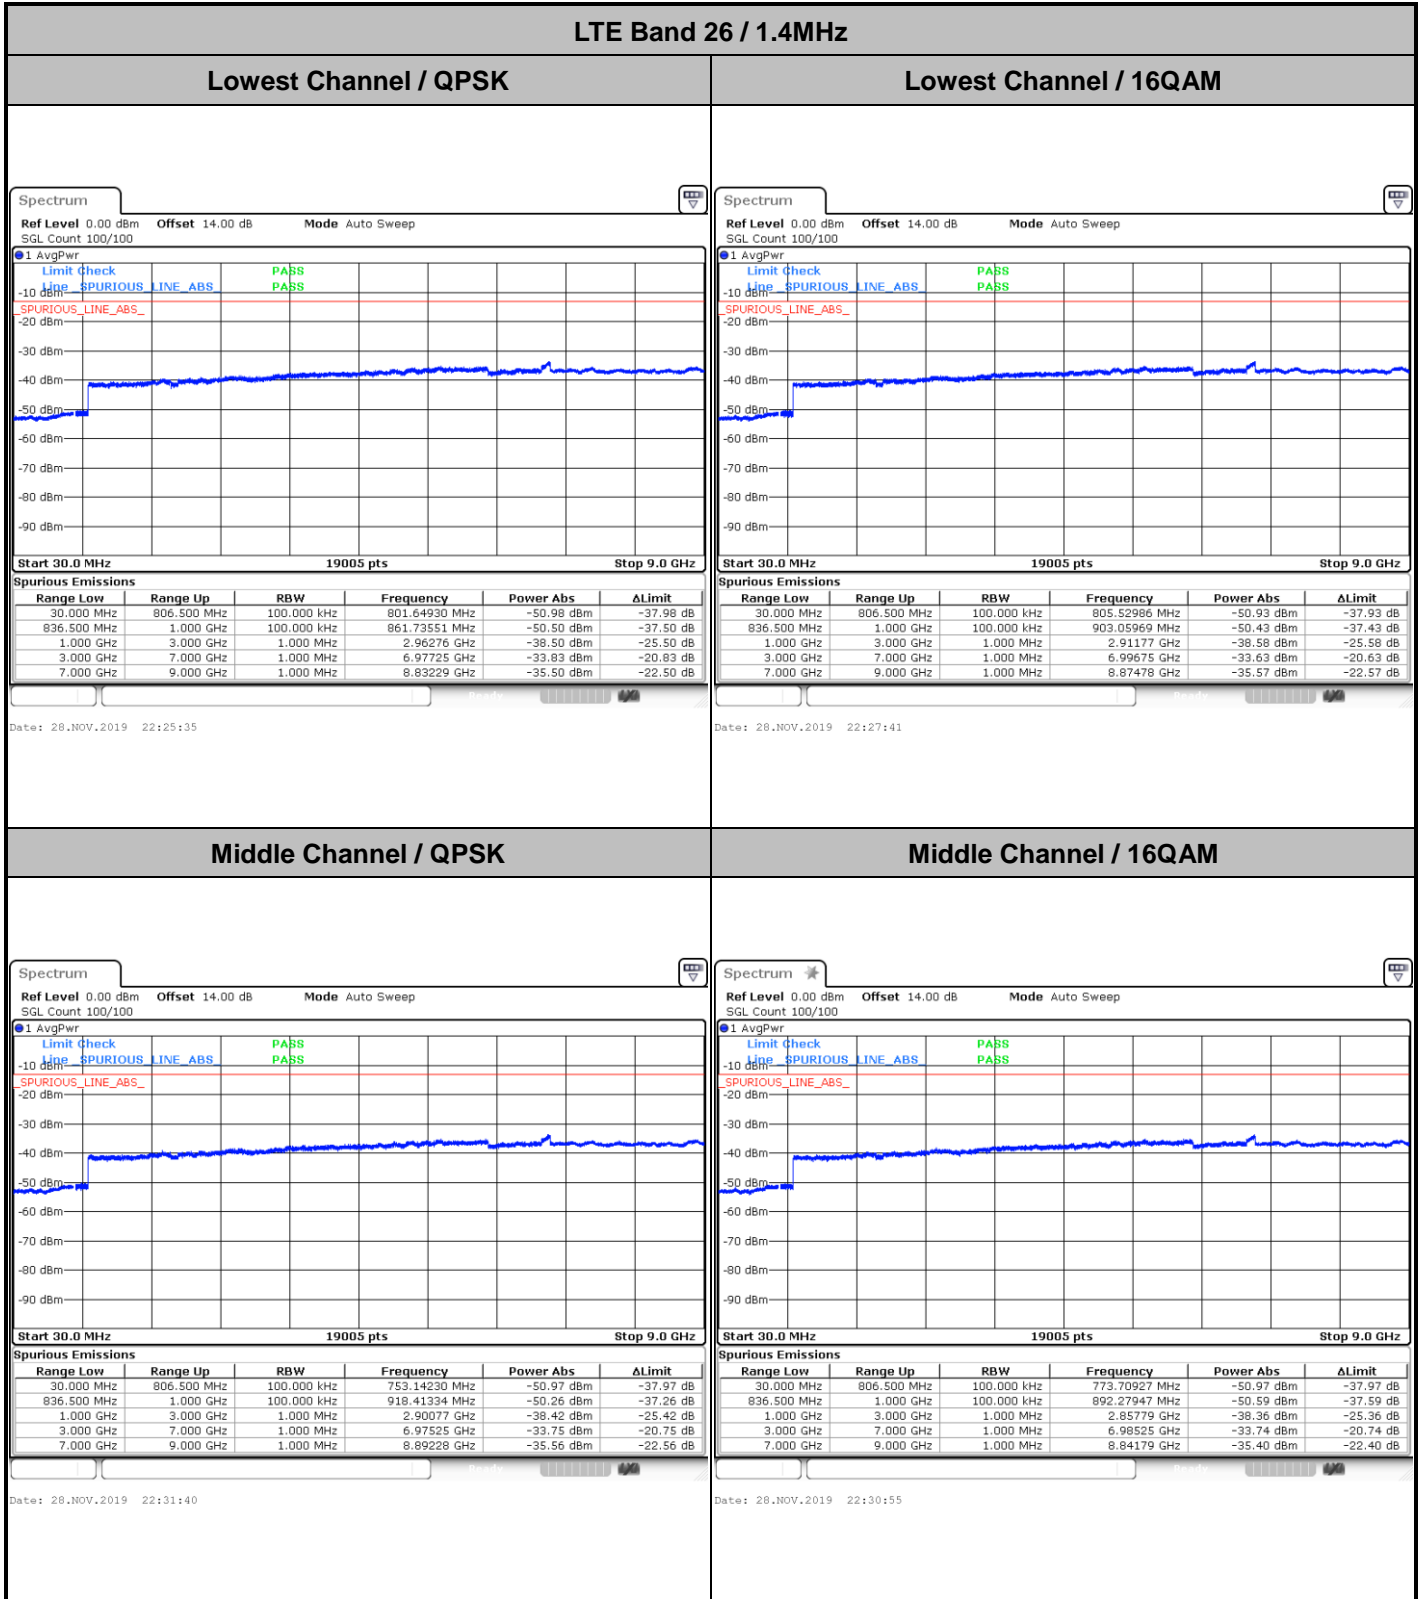 LTE Band 26 / 1.4MHz
Lowest Channel / QPSK
Lowest Channel / 16QAM
Spectrum
Ref Level 0.00 dBm Offset 14.00 dB Mode Auto Sweep
SGL Count 100/100
1 AvgPwr
Limit Check PASS
Line _SPURIOUS_LINE_ABS_ PASS
-10 dBm
_SPURIOUS_LINE_ABS_
-20 dBm
-30 dBm
-40 dBm
-50 dBm
-60 dBm
-70 dBm
-80 dBm
-90 dBm
Start 30.0 MHz 19005 pts Stop 9.0 GHz
Spurious Emissions
Range Low Range Up RBW Frequency Power Abs ΔLimit
30.000 MHz 806.500 MHz 100.000 kHz 801.64930 MHz -50.98 dBm -37.98 dB
836.500 MHz 1.000 GHz 100.000 kHz 861.73551 MHz -50.50 dBm -37.50 dB
1.000 GHz 3.000 GHz 1.000 MHz 2.96276 GHz -38.50 dBm -25.50 dB
3.000 GHz 7.000 GHz 1.000 MHz 6.97725 GHz -33.83 dBm -20.83 dB
7.000 GHz 9.000 GHz 1.000 MHz 8.83229 GHz -35.50 dBm -22.50 dB
Ready
Date: 28.NOV.2019 22:25:35
Spectrum
Ref Level 0.00 dBm Offset 14.00 dB Mode Auto Sweep
SGL Count 100/100
1 AvgPwr
Limit Check PASS
Line _SPURIOUS_LINE_ABS_ PASS
-10 dBm
_SPURIOUS_LINE_ABS_
-20 dBm
-30 dBm
-40 dBm
-50 dBm
-60 dBm
-70 dBm
-80 dBm
-90 dBm
Start 30.0 MHz 19005 pts Stop 9.0 GHz
Spurious Emissions
Range Low Range Up RBW Frequency Power Abs ΔLimit
30.000 MHz 806.500 MHz 100.000 kHz 805.52986 MHz -50.93 dBm -37.93 dB
836.500 MHz 1.000 GHz 100.000 kHz 903.05969 MHz -50.43 dBm -37.43 dB
1.000 GHz 3.000 GHz 1.000 MHz 2.91177 GHz -38.58 dBm -25.58 dB
3.000 GHz 7.000 GHz 1.000 MHz 6.99675 GHz -33.63 dBm -20.63 dB
7.000 GHz 9.000 GHz 1.000 MHz 8.87478 GHz -35.57 dBm -22.57 dB
Ready
Date: 28.NOV.2019 22:27:41
Middle Channel / QPSK
Middle Channel / 16QAM
Spectrum
Ref Level 0.00 dBm Offset 14.00 dB Mode Auto Sweep
SGL Count 100/100
1 AvgPwr
Limit Check PASS
Line _SPURIOUS_LINE_ABS_ PASS
-10 dBm
_SPURIOUS_LINE_ABS_
-20 dBm
-30 dBm
-40 dBm
-50 dBm
-60 dBm
-70 dBm
-80 dBm
-90 dBm
Start 30.0 MHz 19005 pts Stop 9.0 GHz
Spurious Emissions
Range Low Range Up RBW Frequency Power Abs ΔLimit
30.000 MHz 806.500 MHz 100.000 kHz 753.14230 MHz -50.97 dBm -37.97 dB
836.500 MHz 1.000 GHz 100.000 kHz 918.41334 MHz -50.26 dBm -37.26 dB
1.000 GHz 3.000 GHz 1.000 MHz 2.90077 GHz -38.42 dBm -25.42 dB
3.000 GHz 7.000 GHz 1.000 MHz 6.97525 GHz -33.75 dBm -20.75 dB
7.000 GHz 9.000 GHz 1.000 MHz 8.89228 GHz -35.56 dBm -22.56 dB
Ready
Date: 28.NOV.2019 22:31:40
Spectrum
Ref Level 0.00 dBm Offset 14.00 dB Mode Auto Sweep
SGL Count 100/100
1 AvgPwr
Limit Check PASS
Line _SPURIOUS_LINE_ABS_ PASS
-10 dBm
_SPURIOUS_LINE_ABS_
-20 dBm
-30 dBm
-40 dBm
-50 dBm
-60 dBm
-70 dBm
-80 dBm
-90 dBm
Start 30.0 MHz 19005 pts Stop 9.0 GHz
Spurious Emissions
Range Low Range Up RBW Frequency Power Abs ΔLimit
30.000 MHz 806.500 MHz 100.000 kHz 773.70927 MHz -50.97 dBm -37.97 dB
836.500 MHz 1.000 GHz 100.000 kHz 892.27947 MHz -50.59 dBm -37.59 dB
1.000 GHz 3.000 GHz 1.000 MHz 2.85779 GHz -38.36 dBm -25.36 dB
3.000 GHz 7.000 GHz 1.000 MHz 6.98525 GHz -33.74 dBm -20.74 dB
7.000 GHz 9.000 GHz 1.000 MHz 8.84179 GHz -35.40 dBm -22.40 dB
Ready
Date: 28.NOV.2019 22:30:55